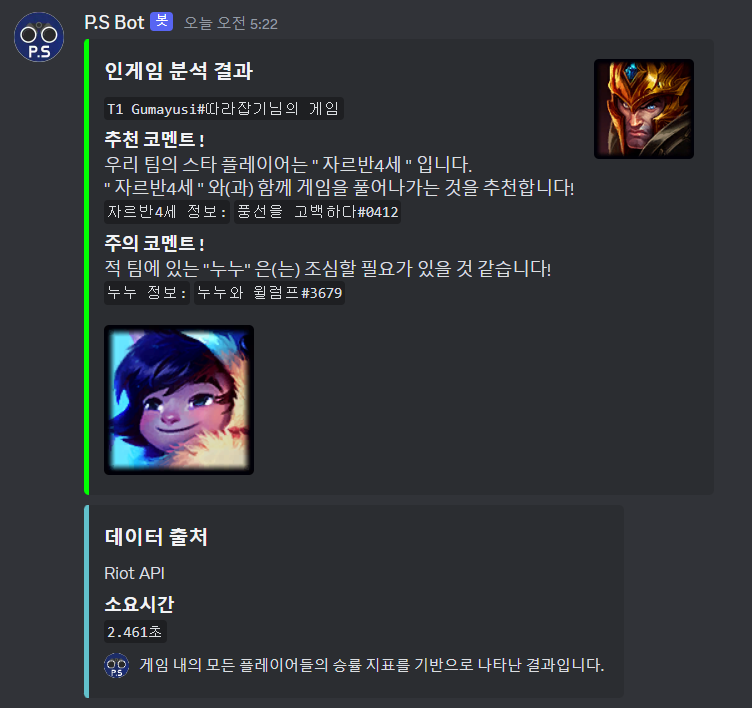 P.S Bot 봇 오늘 오전 5:22
P.S
인게임 분석 결과
T1 Gumayusi#따라잡기님의 게임
추천 코멘트 !
우리 팀의 스타 플레이어는 " 자르반4세 " 입니다.
" 자르반4세 " 와(과) 함께 게임을 풀어나가는 것을 추천합니다!
자르반4세 정보: 풍선을 고백하다#0412
주의 코멘트 !
적 팀에 있는 "누누" 은(는) 조심할 필요가 있을 것 같습니다!
누누 정보: 누누와 월럼프#3679
데이터 출처
Riot API
소요시간
2.461초
P.S
게임 내의 모든 플레이어들의 승률 지표를 기반으로 나타난 결과입니다.